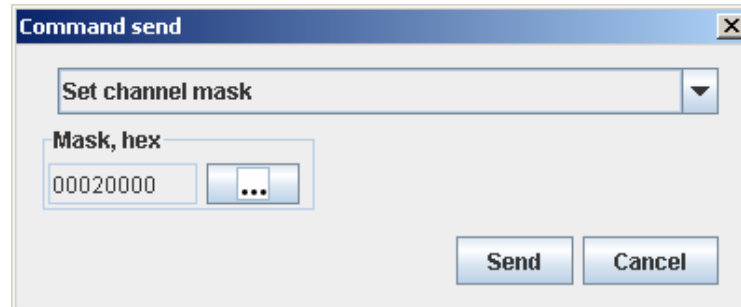 Command send
Set channel mask
Mask, hex
00020000 ...
Send Cancel